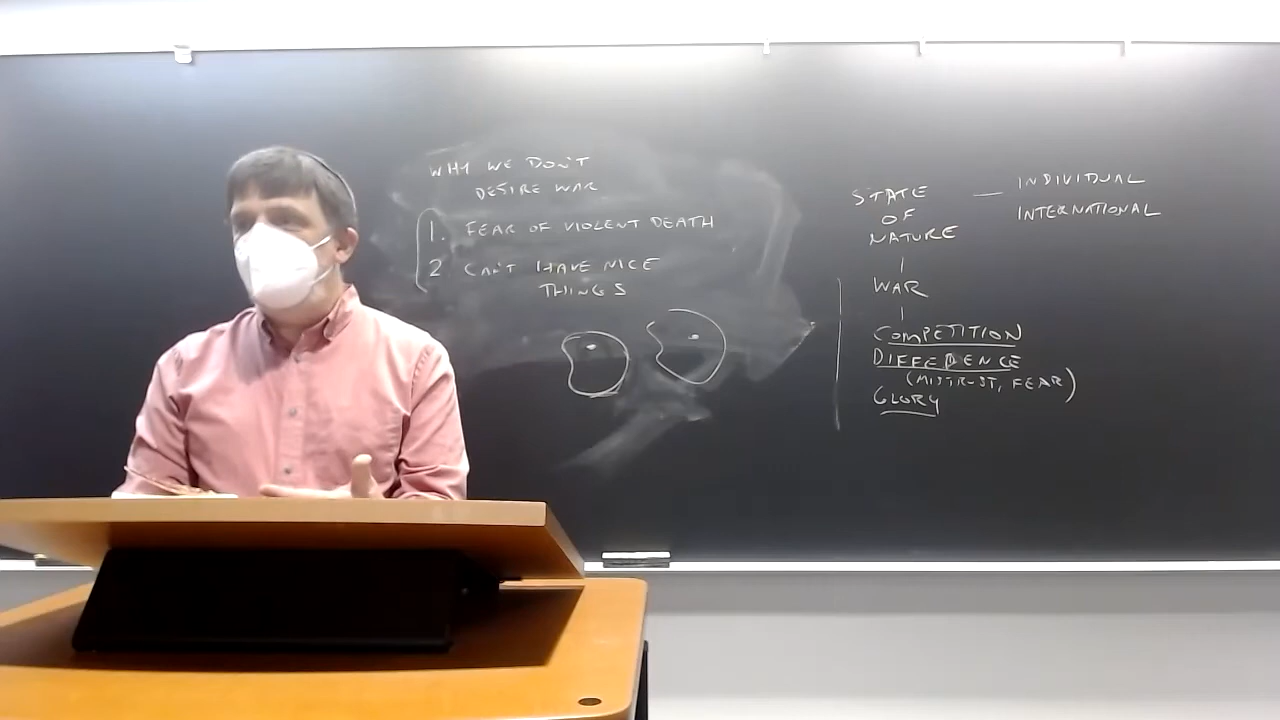 WHY WE DON'T
DESIRE WAR
1. FEAR OF VIOLENT DEATH
2 CAN'T HAVE NICE
THINGS
STATE — INDIVIDUAL
INTERNATIONAL
OF
NATURE
WAR
COMPETITION
DIFFERENCE
(MISTRUST, FEAR)
GLORY